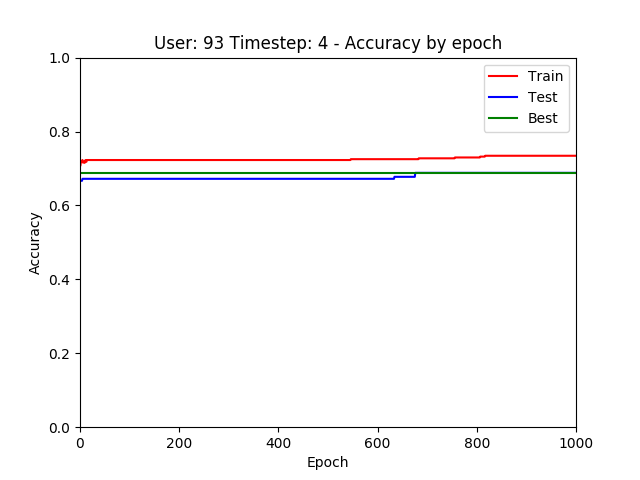 User: 93 Timestep: 4 - Accuracy by epoch
1.0
0.8
0.6
0.4
0.2
0.0
Accuracy
Train
Test
Best
0 200 400 600 800 1000
Epoch